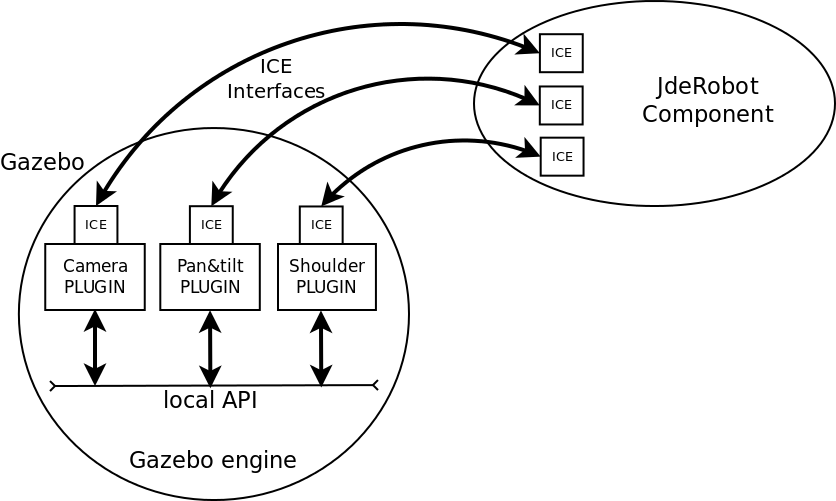 ICE
Interfaces
ICE
ICE
ICE
JdeRobot
Component
Gazebo
ICE
ICE
ICE
Camera
PLUGIN
Pan&tilt
PLUGIN
Shoulder
PLUGIN
local API
Gazebo engine